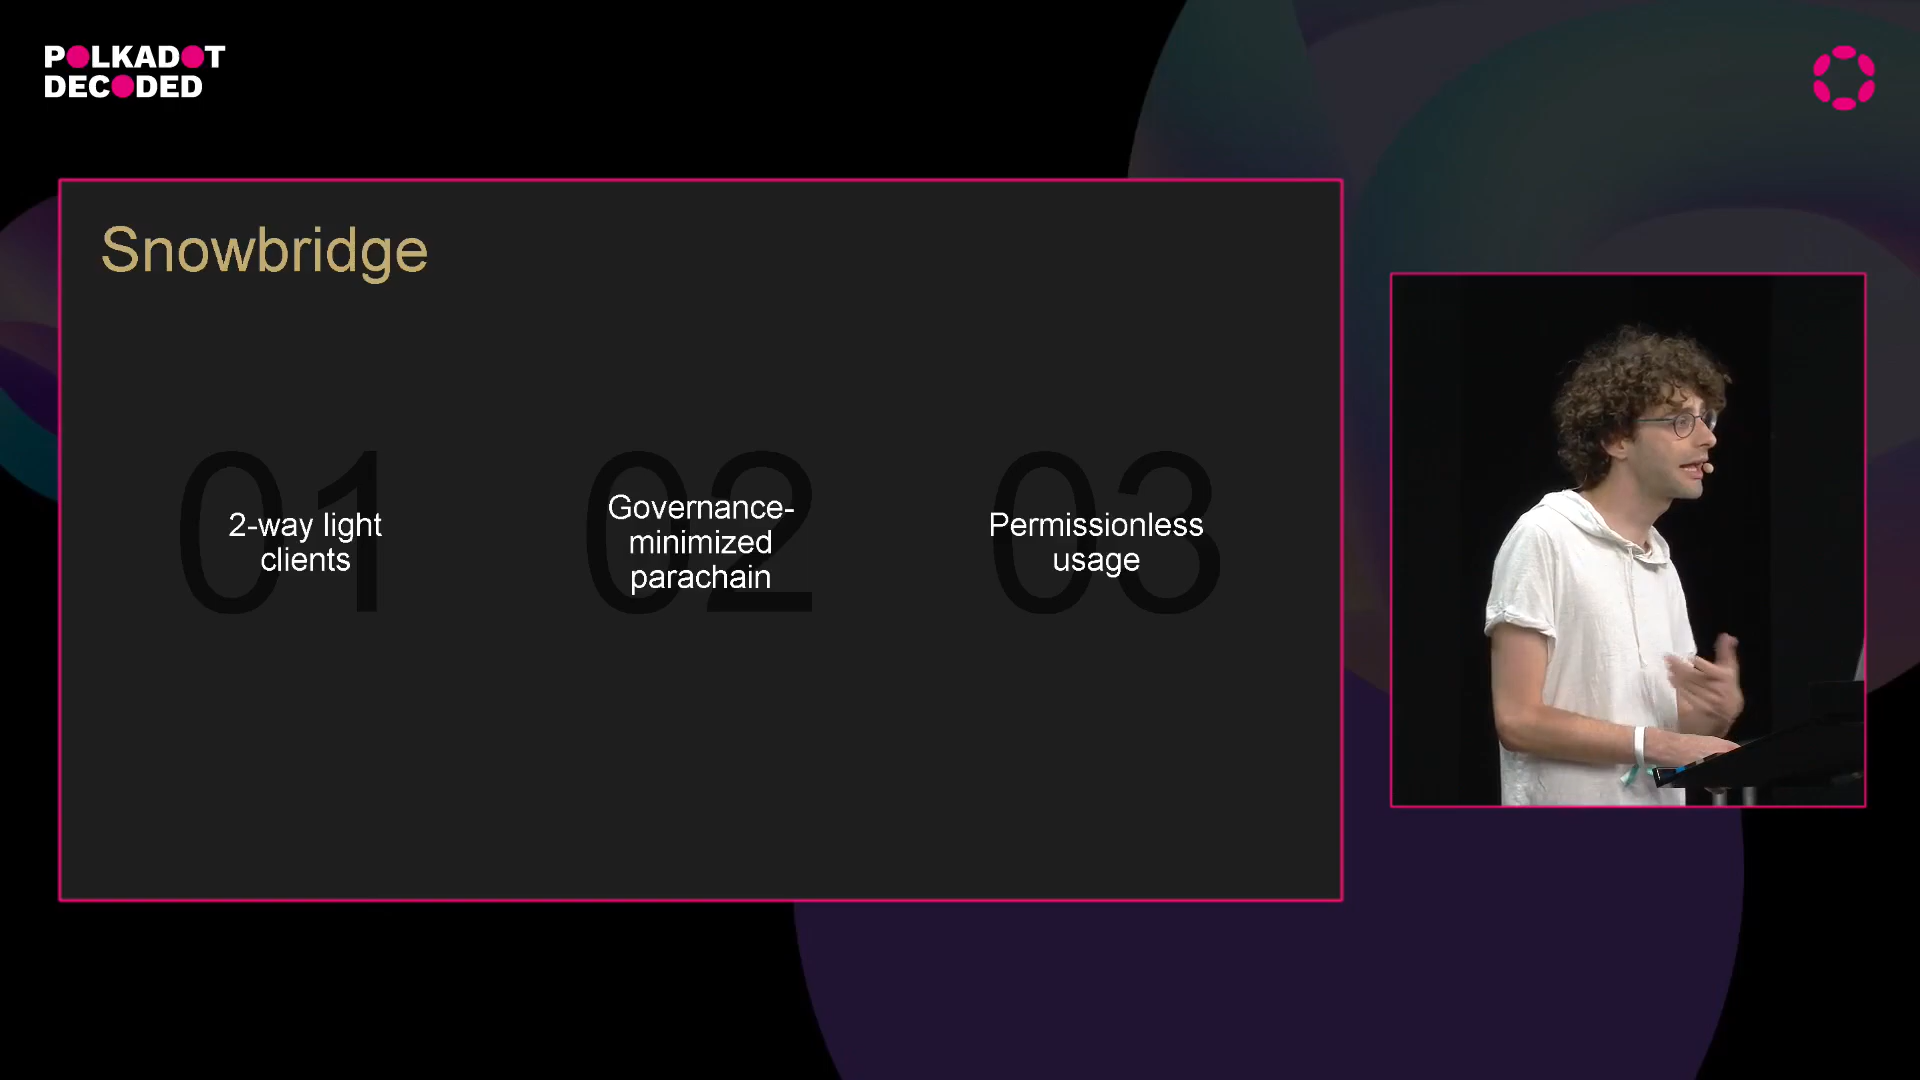 POLKADOT
DECODED
Snowbridge
01
2-way light
clients
02
Governance-
minimized
parachain
03
Permissionless
usage